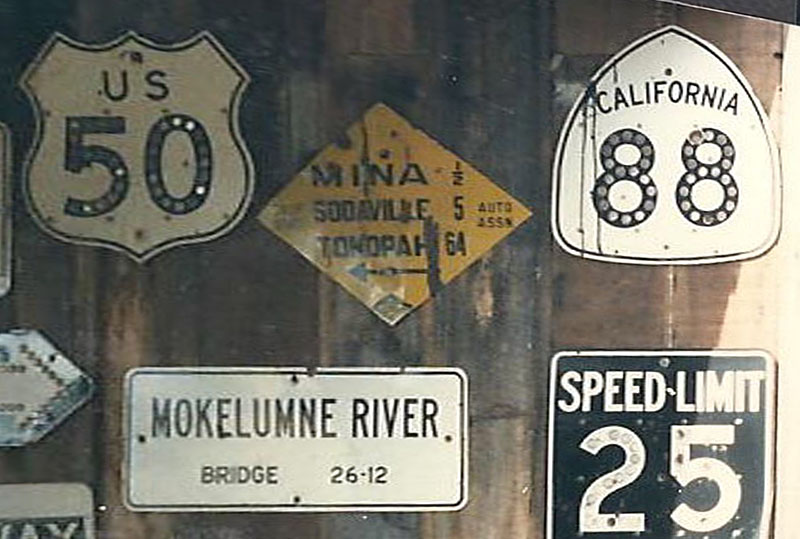 US
50
MINA ½
SODAVILLE 5
TONOPAH 64
AUTO
ASSN
CALIFORNIA
88
MOKELUMNE RIVER
BRIDGE 26-12
SPEED LIMIT
25
WAY